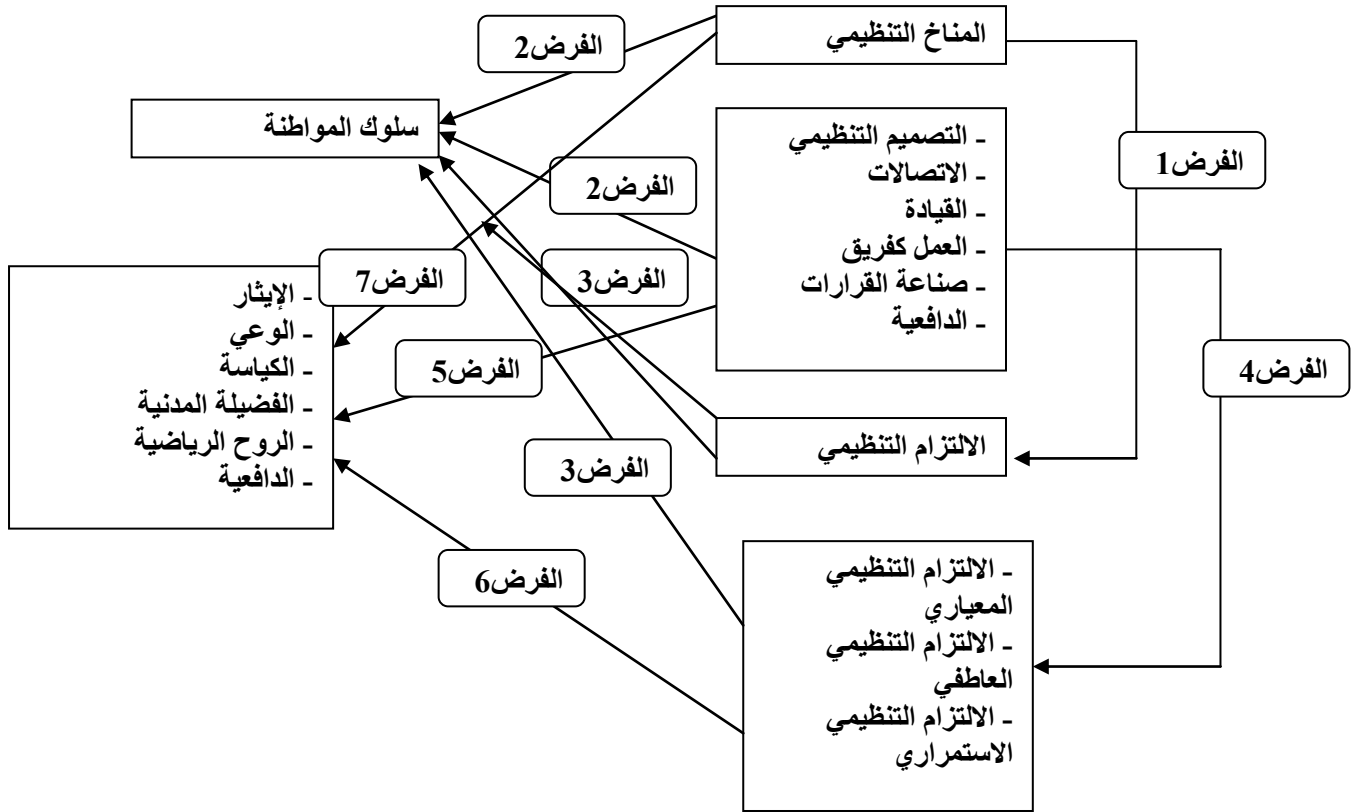 المناخ التنظيمي
الفرض2
سلوك المواطنة
- التصميم التنظيمي
- الاتصالات
- القيادة
- العمل كفريق
- صناعة القرارات
- الدافعية
الفرض1
الفرض2
الفرض7
الفرض3
- الإيثار
- الوعي
- الكياسة
- الفضيلة المدنية
- الروح الرياضية
- الدافعية
الفرض5
الفرض4
الالتزام التنظيمي
الفرض3
الفرض6
- الالتزام التنظيمي
المعياري
- الالتزام التنظيمي
العاطفي
- الالتزام التنظيمي
الاستمراري